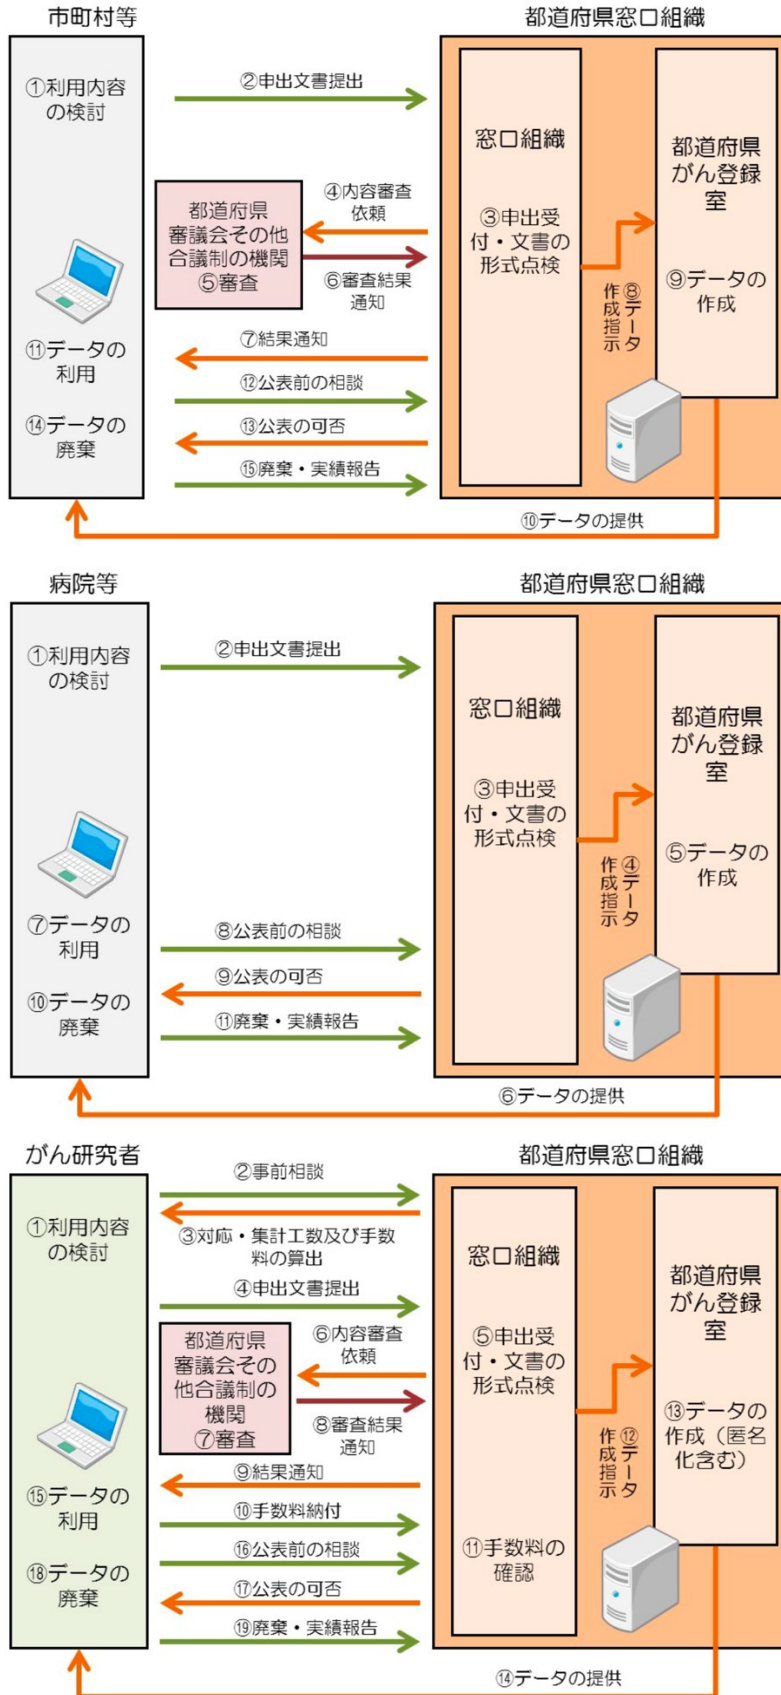 市町村等
都道府県窓口組織
①利用内容
の検討
②申出文書提出
窓口組織
都道府県
がん登録
室
都道府県
審議会その他
合議制の機関
⑤審査
④内容審査
依頼
③申出受
付・文書の
形式点検
⑥審査結果
通知
⑧データ
作成指示
⑨データの
作成
⑦結果通知
⑪データの
利用
⑫公表前の相談
⑬公表の可否
⑭データの
廃棄
⑮廃棄・実績報告
⑩データの提供
病院等
都道府県窓口組織
①利用内容
の検討
②申出文書提出
窓口組織
都道府県
がん登録
室
③申出受
付・文書の
形式点検
④データ
作成指示
⑤データの
作成
⑦データの
利用
⑧公表前の相談
⑨公表の可否
⑩データの
廃棄
⑪廃棄・実績報告
⑥データの提供
がん研究者
都道府県窓口組織
②事前相談
①利用内容
の検討
③対応・集計工数及び手数
料の算出
窓口組織
都道府県
がん登録
室
④申出文書提出
都道府県
審議会その
他合議制の
機関
⑦審査
⑥内容審査
依頼
⑤申出受
付・文書の
形式点検
⑧審査結果
通知
⑫データ
作成指示
⑬データの
作成（匿名
化含む）
⑨結果通知
⑮データの
利用
⑩手数料納付
⑯公表前の相談
⑪手数料の
確認
⑱データの
廃棄
⑰公表の可否
⑲廃棄・実績報告
⑭データの提供